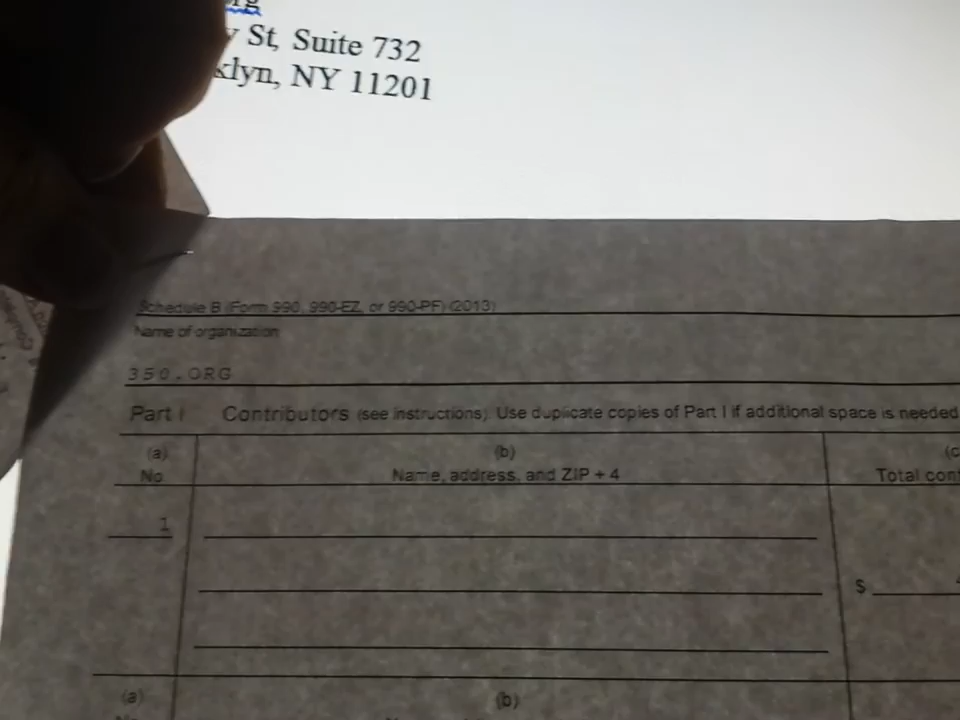 St, Suite 732
klyn, NY 11201
Schedule B (Form 990, 990-EZ, or 990-PF) (2013)
Name of organization
350.ORG
Part I Contributors (see instructions). Use duplicate copies of Part I if additional space is needed
(a) (b) (c
No. Name, address, and ZIP + 4 Total cont
1
$
(a) (b)